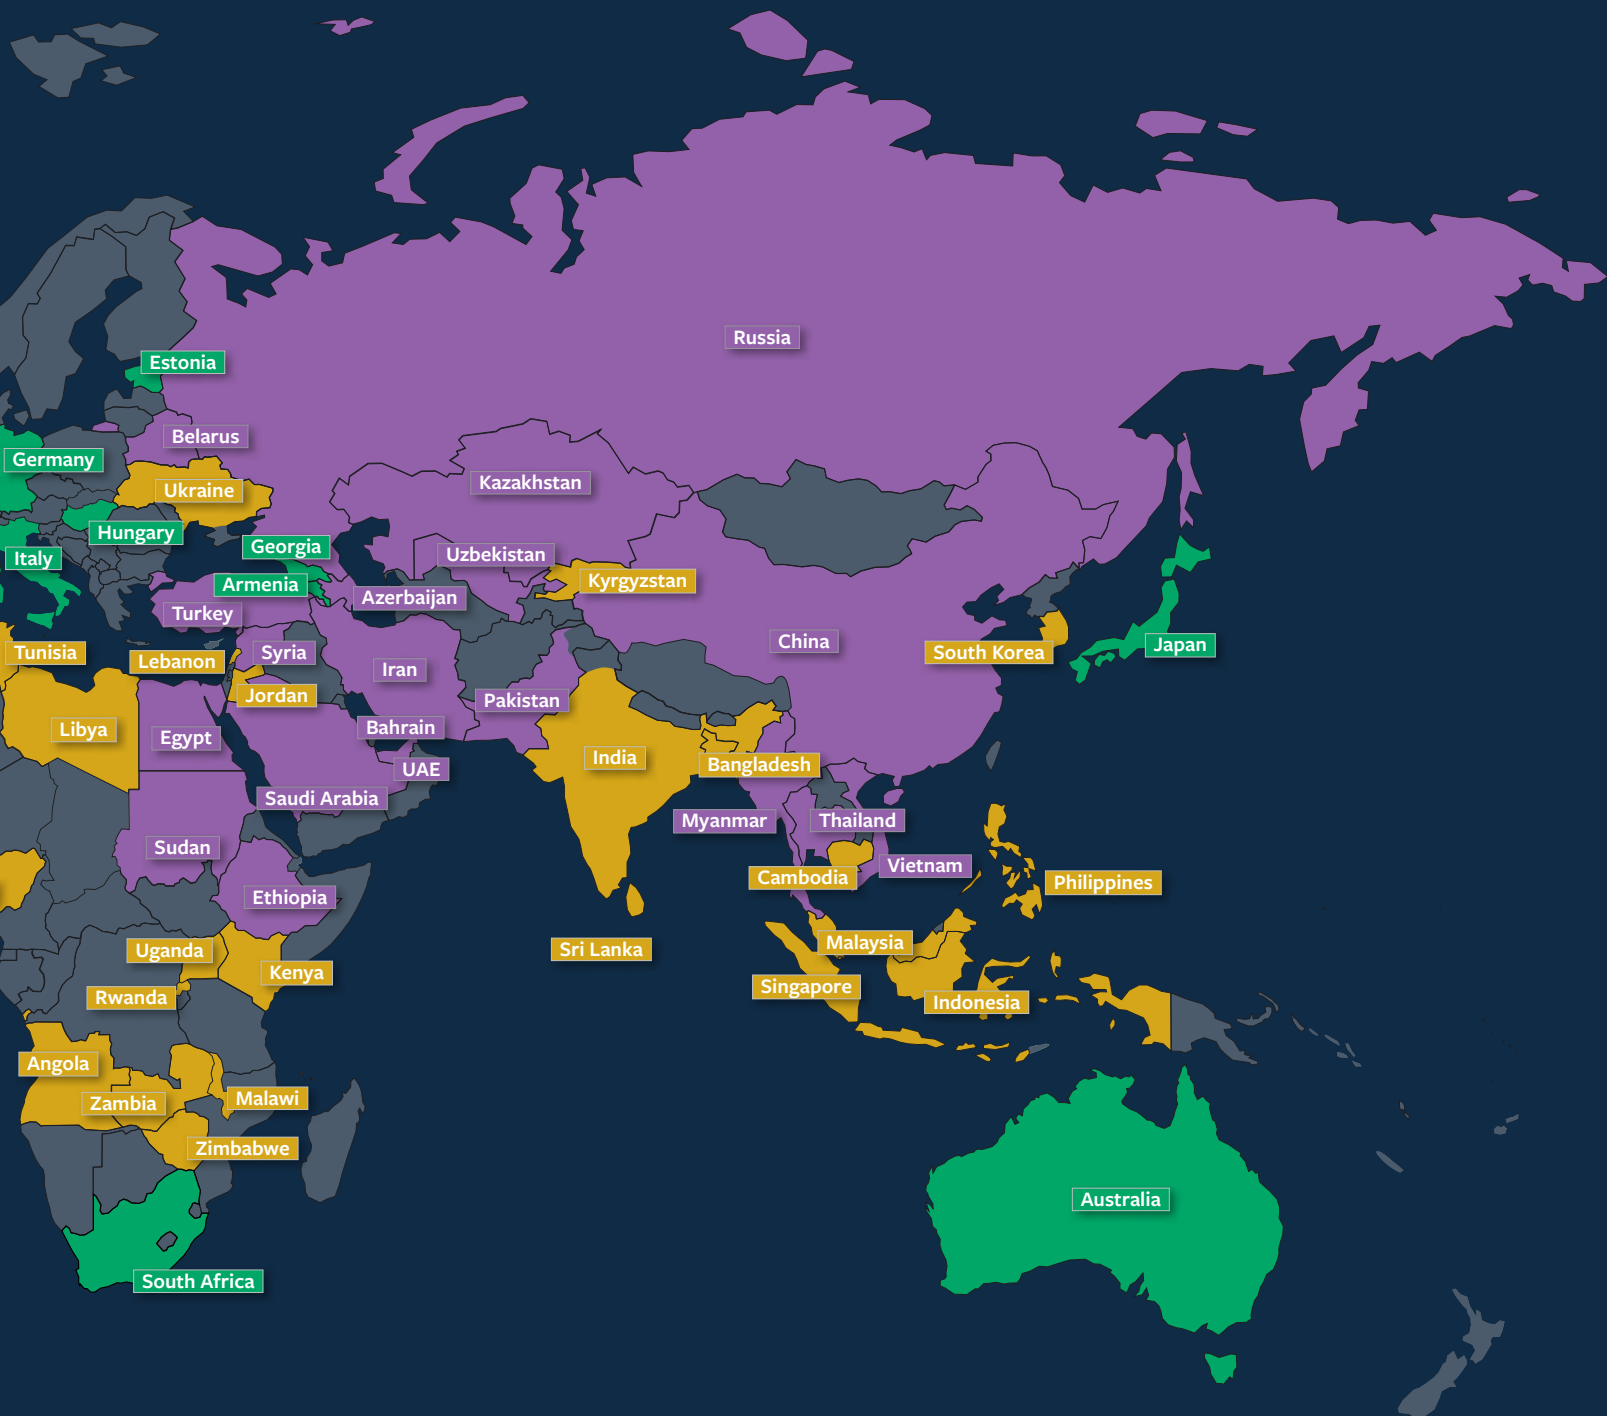 Russia
Estonia
Belarus
Germany
Kazakhstan
Ukraine
Hungary
Georgia
Uzbekistan
Italy
Kyrgyzstan
Armenia
Azerbaijan
Turkey
China
Japan
Tunisia
Syria
South Korea
Lebanon
Iran
Jordan
Pakistan
Bahrain
Libya
Egypt
India
Bangladesh
UAE
Saudi Arabia
Myanmar
Thailand
Sudan
Vietnam
Cambodia
Philippines
Ethiopia
Malaysia
Sri Lanka
Uganda
Kenya
Singapore
Rwanda
Indonesia
Angola
Malawi
Zambia
Zimbabwe
Australia
South Africa